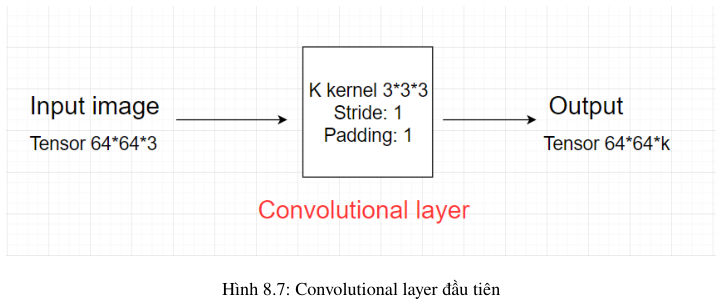 Input image
Tensor 64*64*3
K kernel 3*3*3
Stride: 1
Padding: 1
Output
Tensor 64*64*k
Convolutional layer
Hình 8.7: Convolutional layer đầu tiên